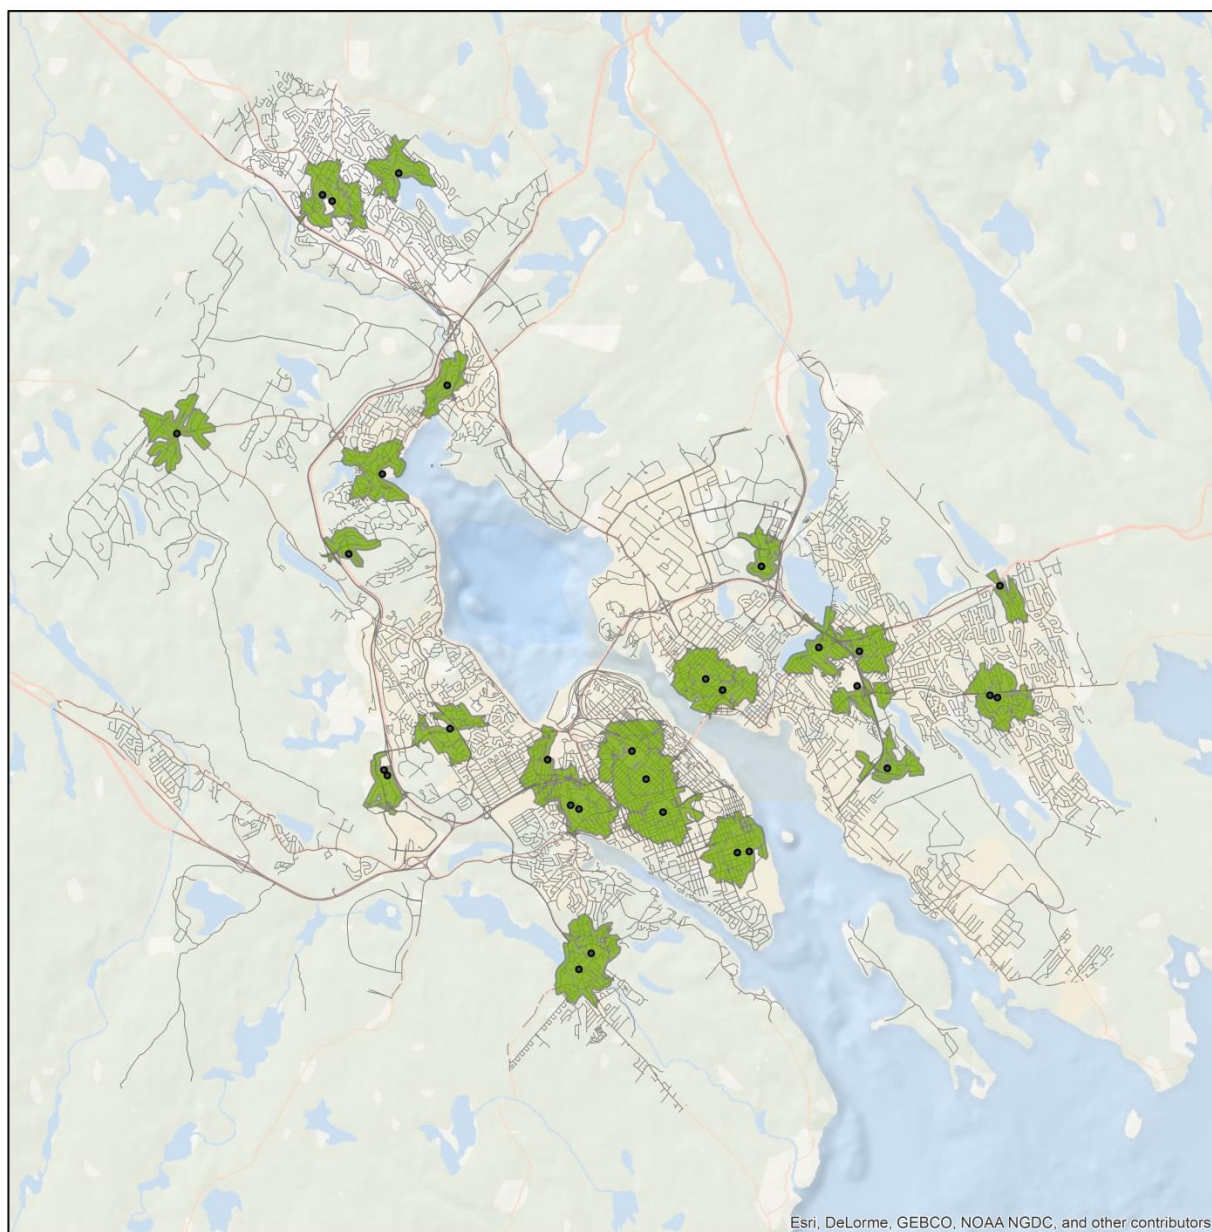 Esri, DeLorme, GEBCO, NOAA NGDC, and other contributors